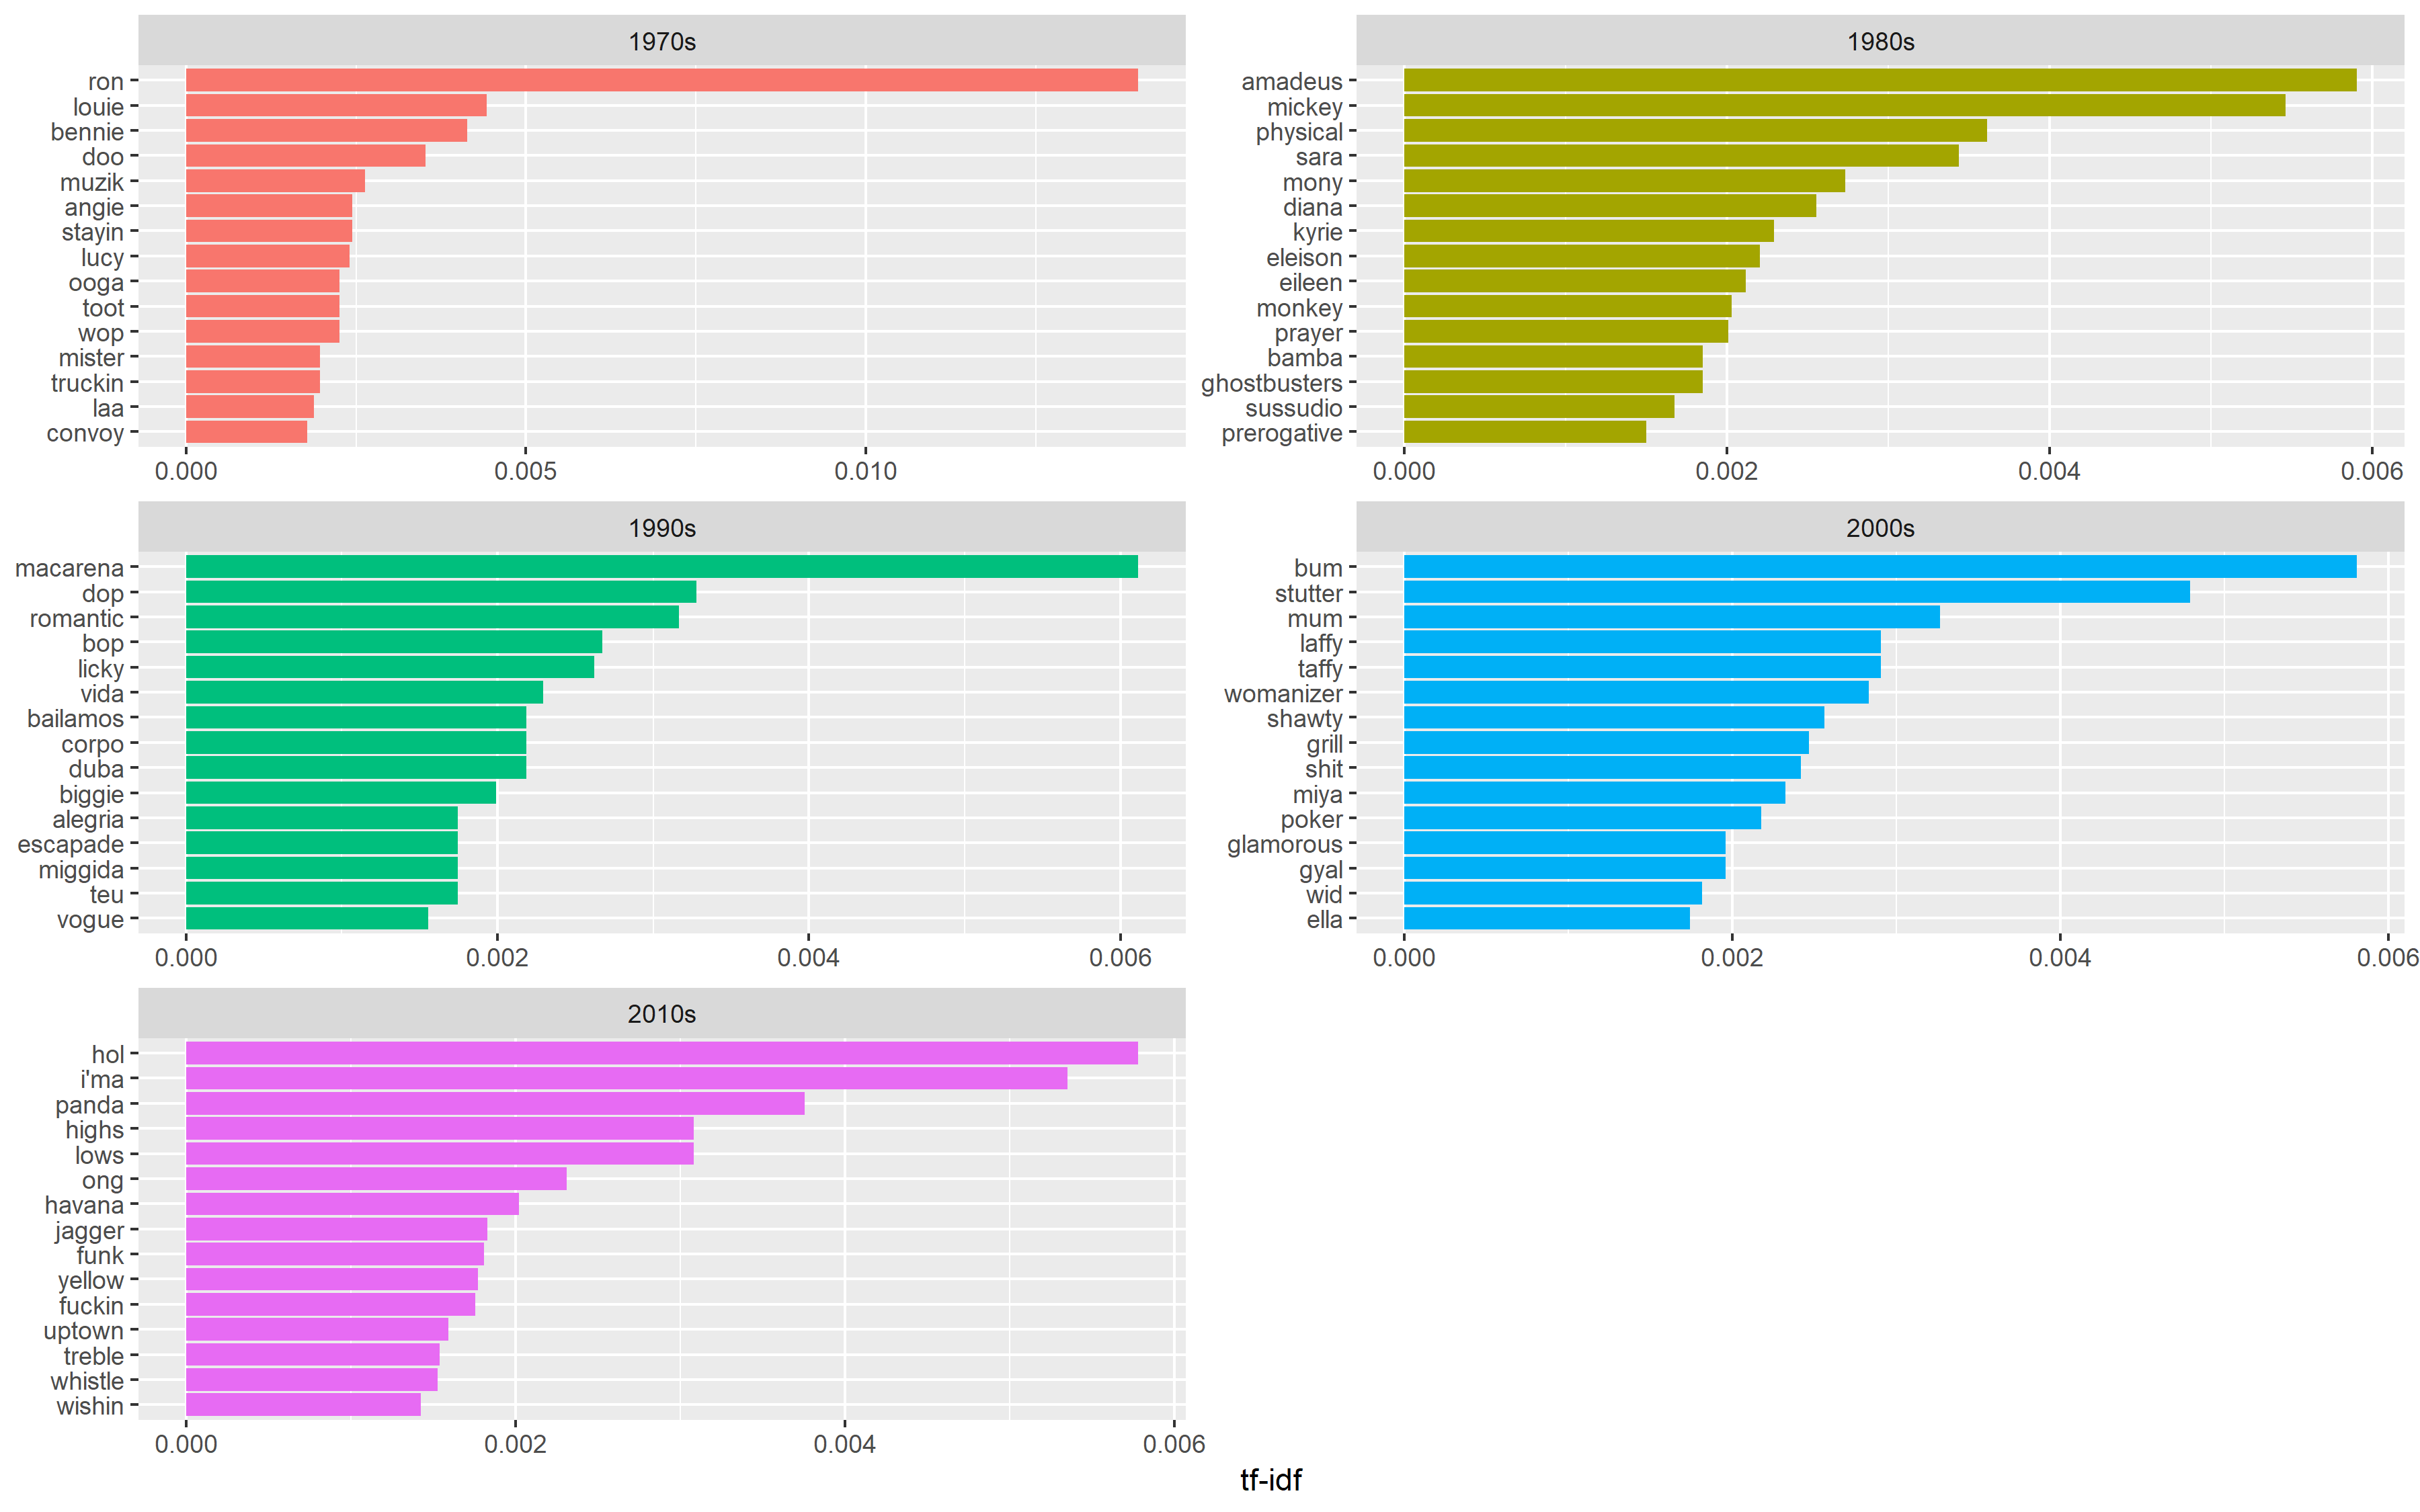 1970s
ron
louie
bennie
doo
muzik
angie
stayin
lucy
ooga
toot
wop
mister
truckin
laa
convoy
0.000 0.005 0.010
1980s
amadeus
mickey
physical
sara
mony
diana
kyrie
eleison
eileen
monkey
prayer
bamba
ghostbusters
sussudio
prerogative
0.000 0.002 0.004 0.006
1990s
macarena
dop
romantic
bop
licky
vida
bailamos
corpo
duba
biggie
alegria
escapade
miggida
teu
vogue
0.000 0.002 0.004 0.006
2000s
bum
stutter
mum
laffy
taffy
womanizer
shawty
grill
shit
miya
poker
glamorous
gyal
wid
ella
0.000 0.002 0.004 0.006
2010s
hol
i'ma
panda
highs
lows
ong
havana
jagger
funk
yellow
fuckin
uptown
treble
whistle
wishin
0.000 0.002 0.004 0.006
tf-idf